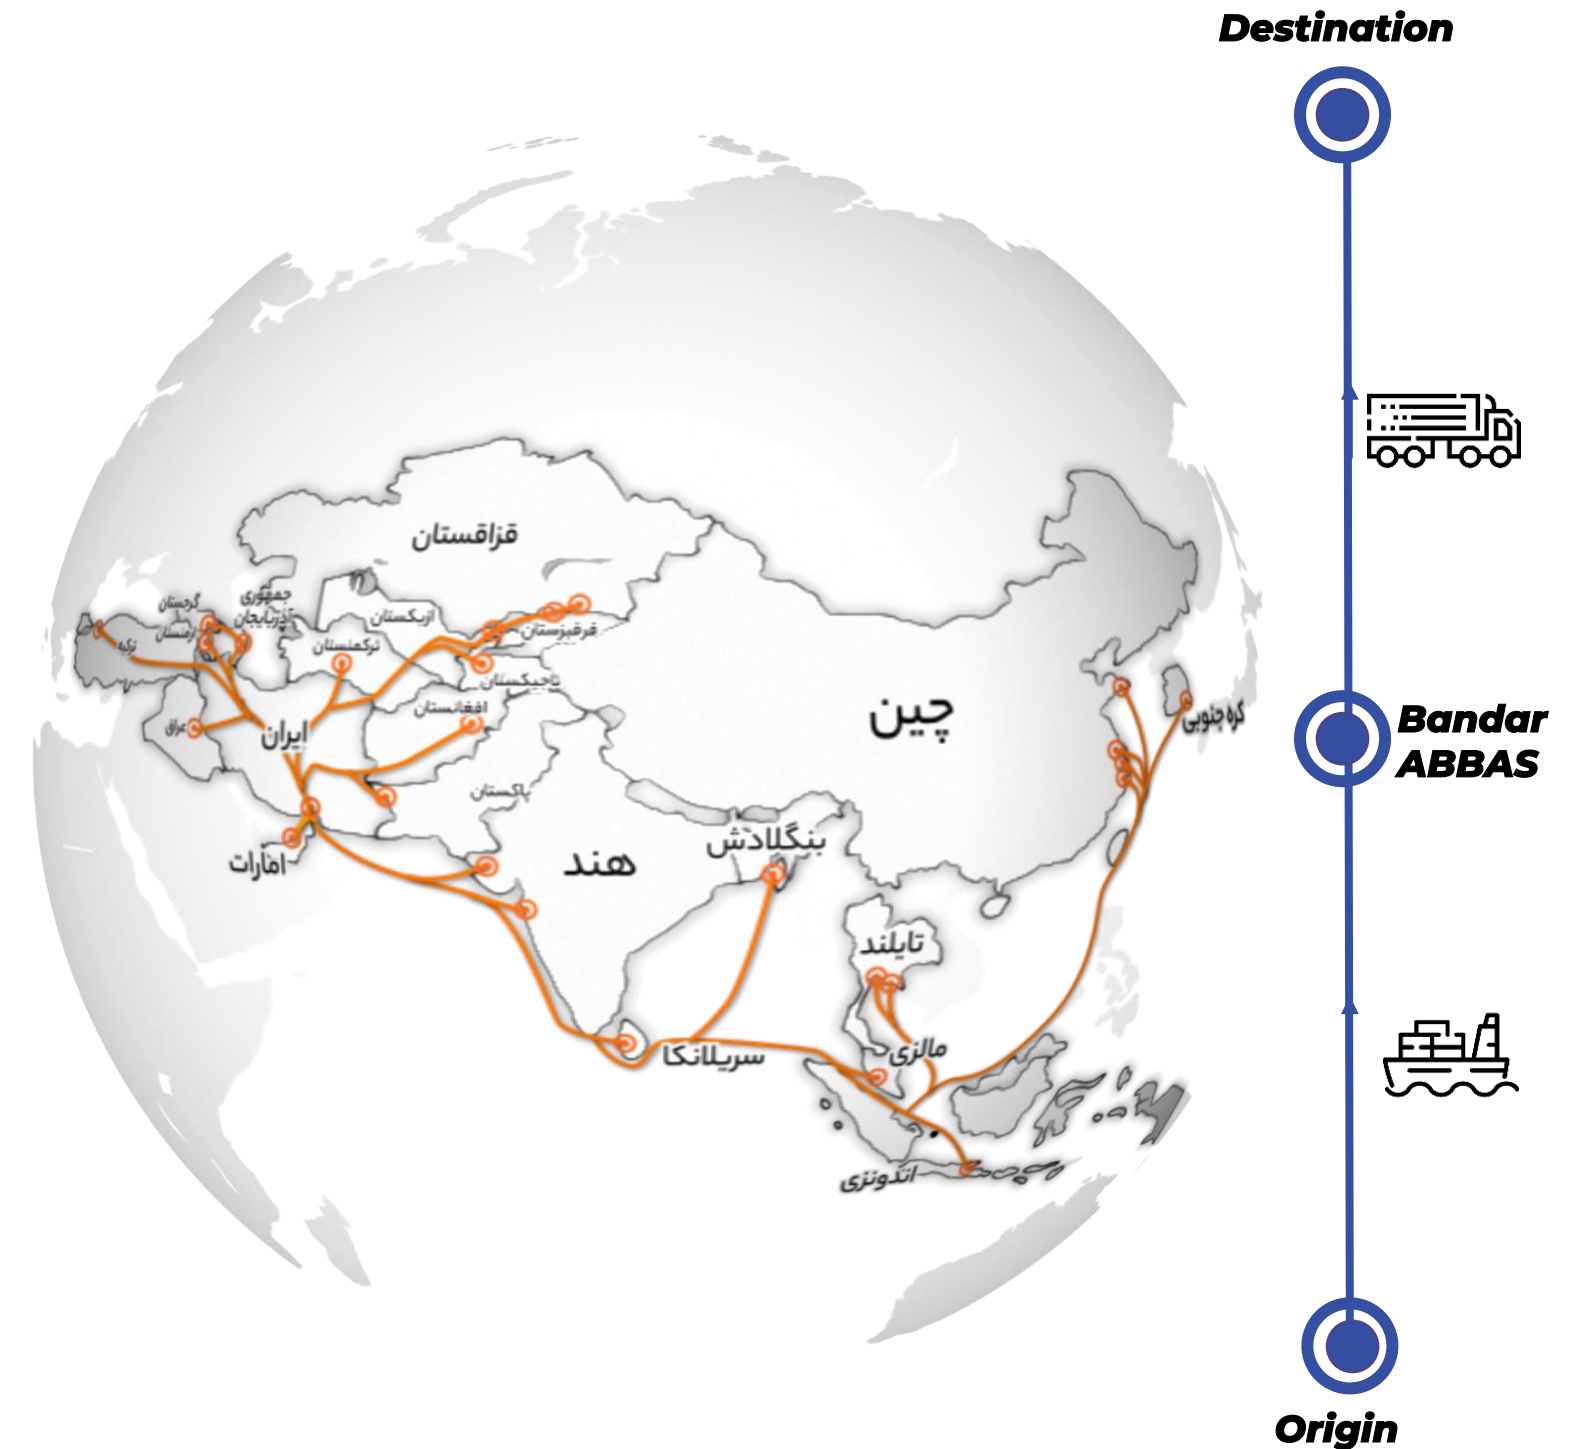 Destination
قزاقستان
گرجستان
جمهوری
آذربایجان
ارمنستان
ازبکستان
قرقیزستان
ترکیه
ترکمنستان
تاجیکستان
افغانستان
عراق
ایران
چین
کره جنوبی
Bandar
ABBAS
پاکستان
بنگلادش
هند
امارات
تایلند
مالزی
سریلانکا
اندونزی
Origin